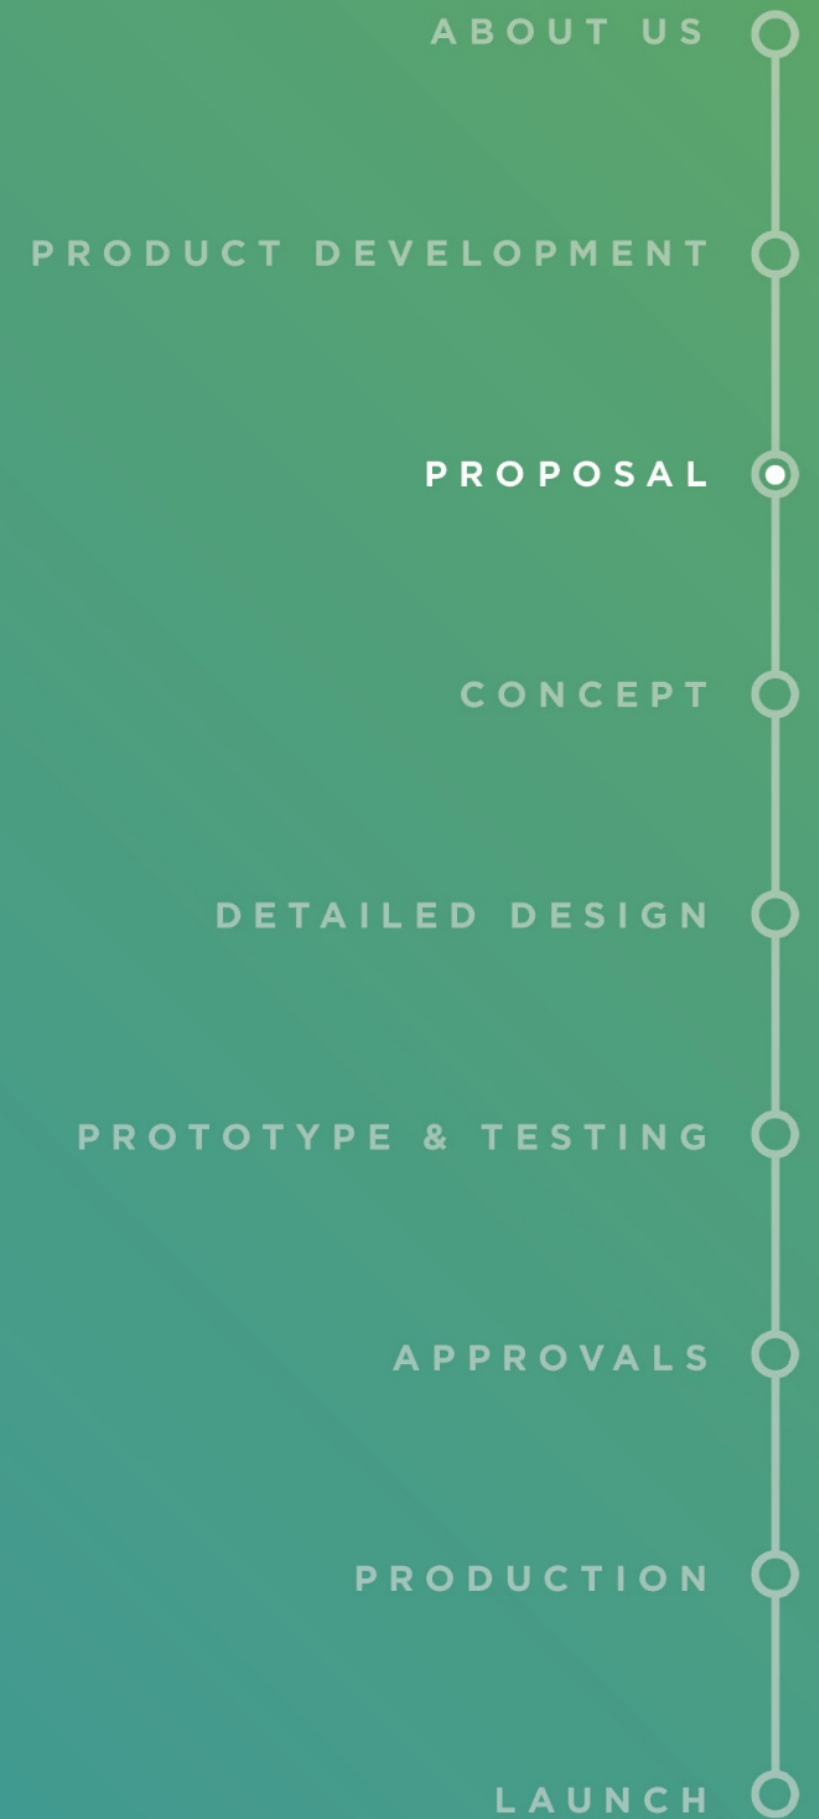 ABOUT US
PRODUCT DEVELOPMENT
PROPOSAL
CONCEPT
DETAILED DESIGN
PROTOTYPE & TESTING
APPROVALS
PRODUCTION
LAUNCH